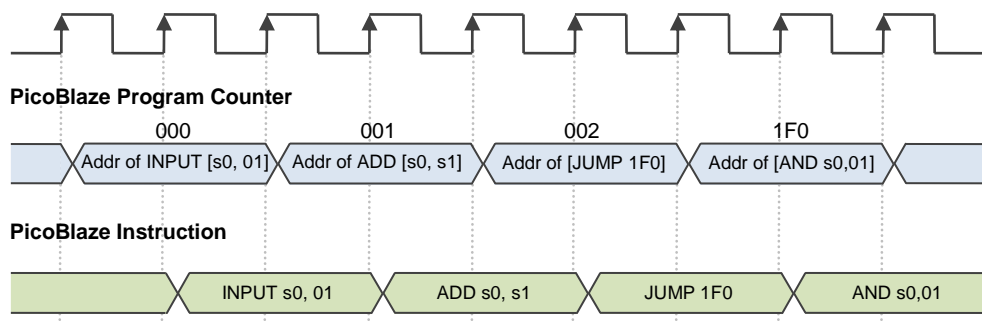 PicoBlaze Program Counter
000 001 002 1F0
Addr of INPUT [s0, 01] Addr of ADD [s0, s1] Addr of [JUMP 1F0] Addr of [AND s0,01]
PicoBlaze Instruction
INPUT s0, 01 ADD s0, s1 JUMP 1F0 AND s0,01